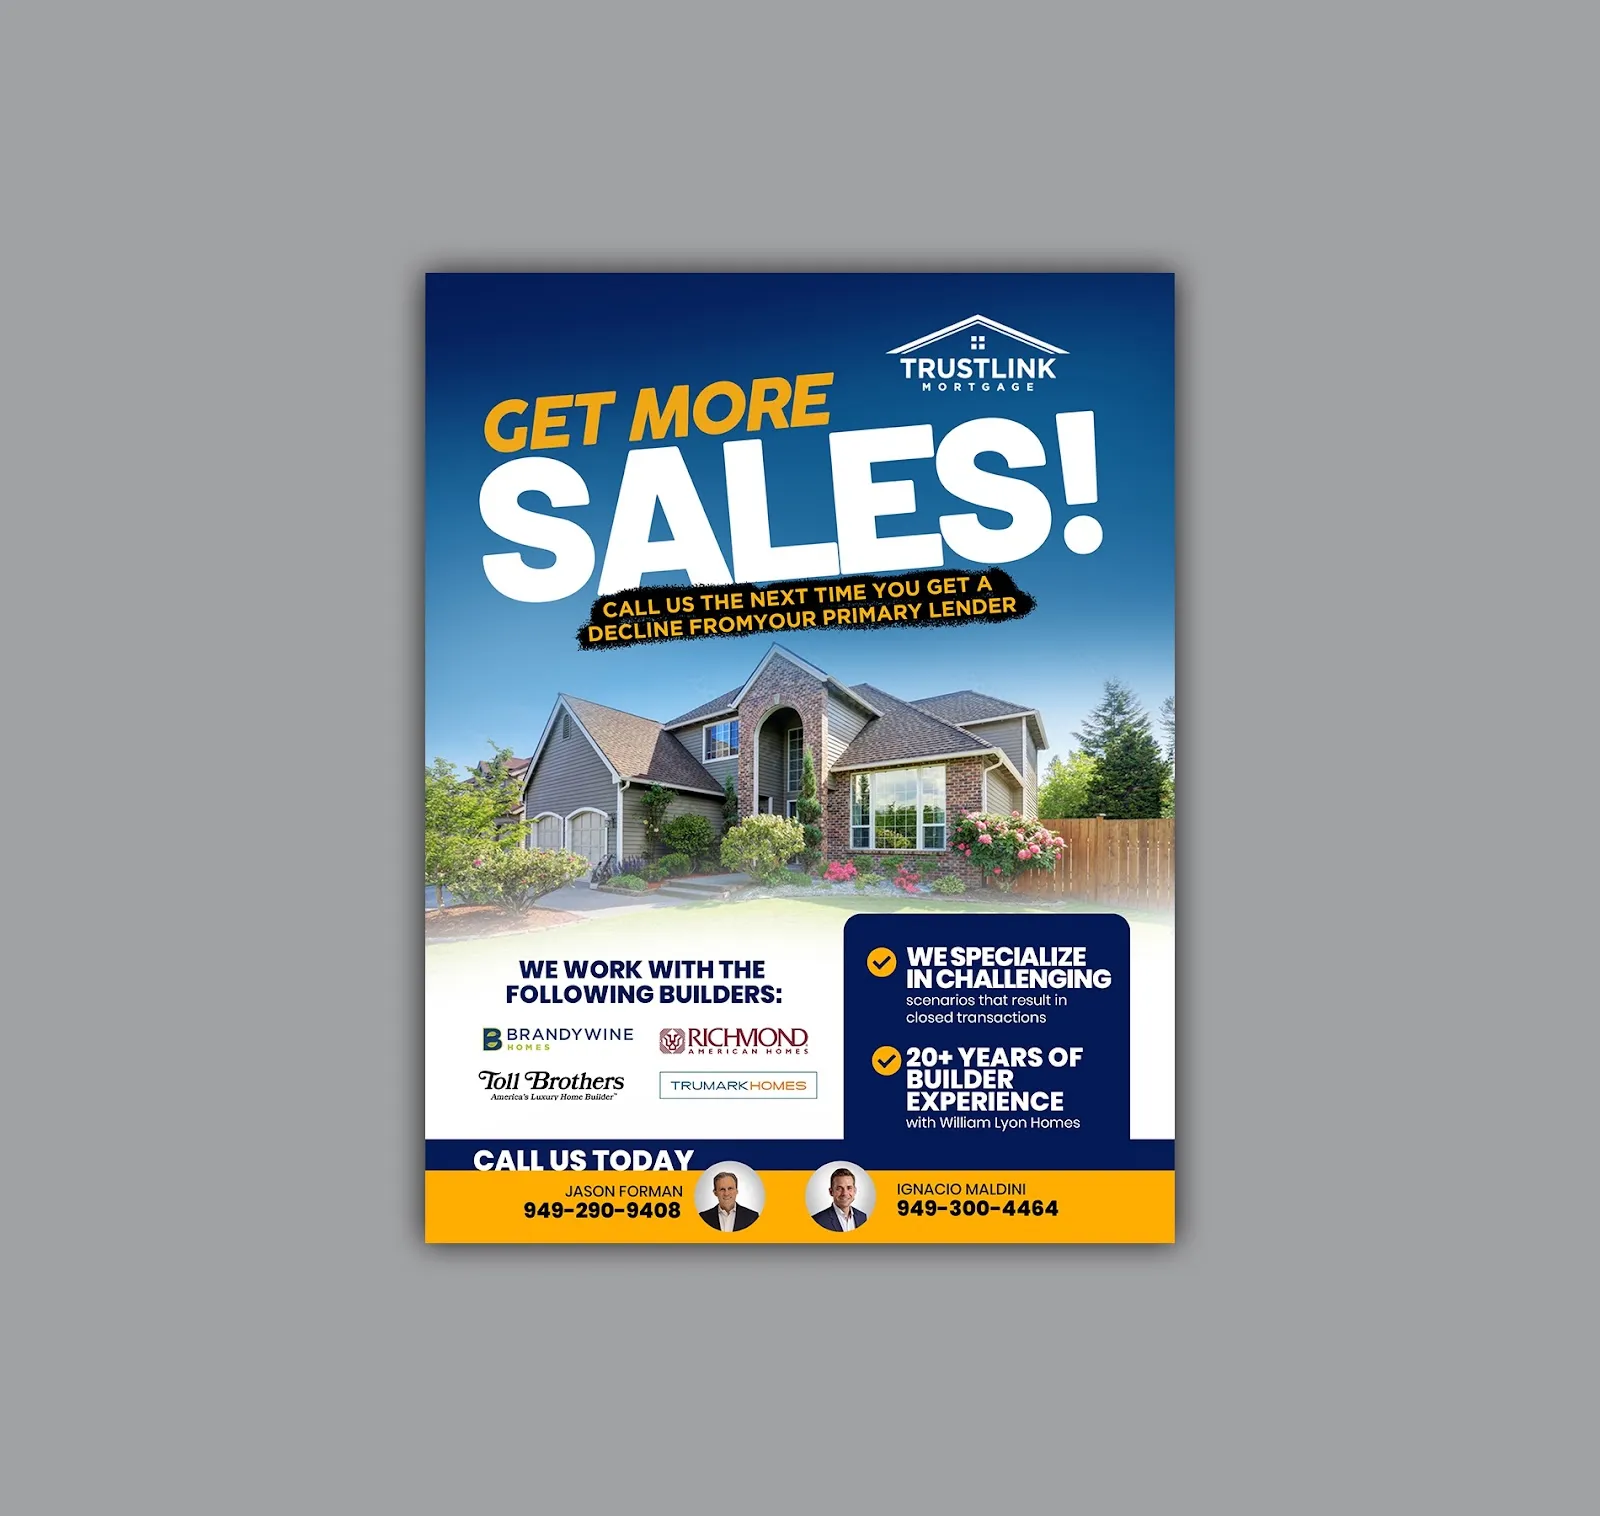 TRUSTLINK
MORTGAGE
GET MORE
SALES!
CALL US THE NEXT TIME YOU GET A
DECLINE FROMYOUR PRIMARY LENDER
WE WORK WITH THE
FOLLOWING BUILDERS:
BRANDYWINE
HOMES
RICHMOND
AMERICAN HOMES
Toll Brothers
America's Luxury Home Builder™
TRUMARKHOMES
WE SPECIALIZE
IN CHALLENGING
scenarios that result in
closed transactions
20+ YEARS OF
BUILDER
EXPERIENCE
with William Lyon Homes
CALL US TODAY
JASON FORMAN
949-290-9408
IGNACIO MALDINI
949-300-4464